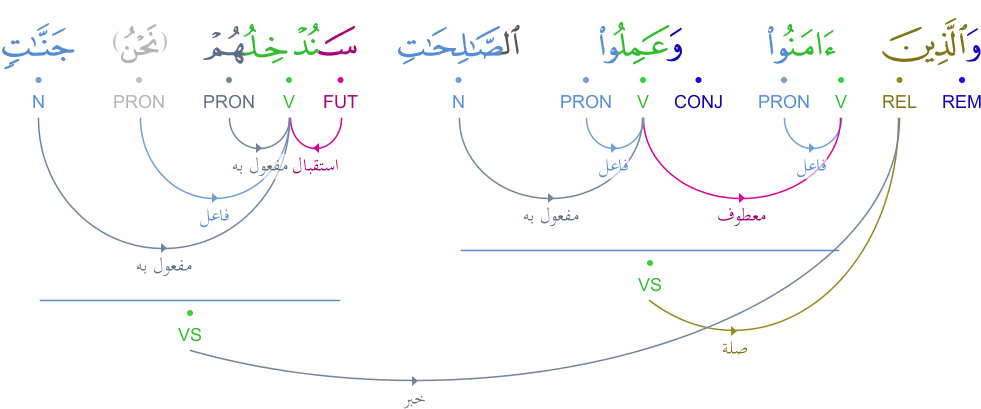 وَٱلَّذِينَ ءَامَنُوا۟ وَعَمِلُوا۟ ٱلصَّـٰلِحَـٰتِ سَنُدْخِلُهُمْ (نَحْنُ) جَنَّـٰتٍ
REM REL V PRON CONJ V PRON N FUT V PRON PRON N
فاعل فاعل استقبال مفعول به
معطوف مفعول به فاعل
مفعول به
VS
VS
صلة
خبر